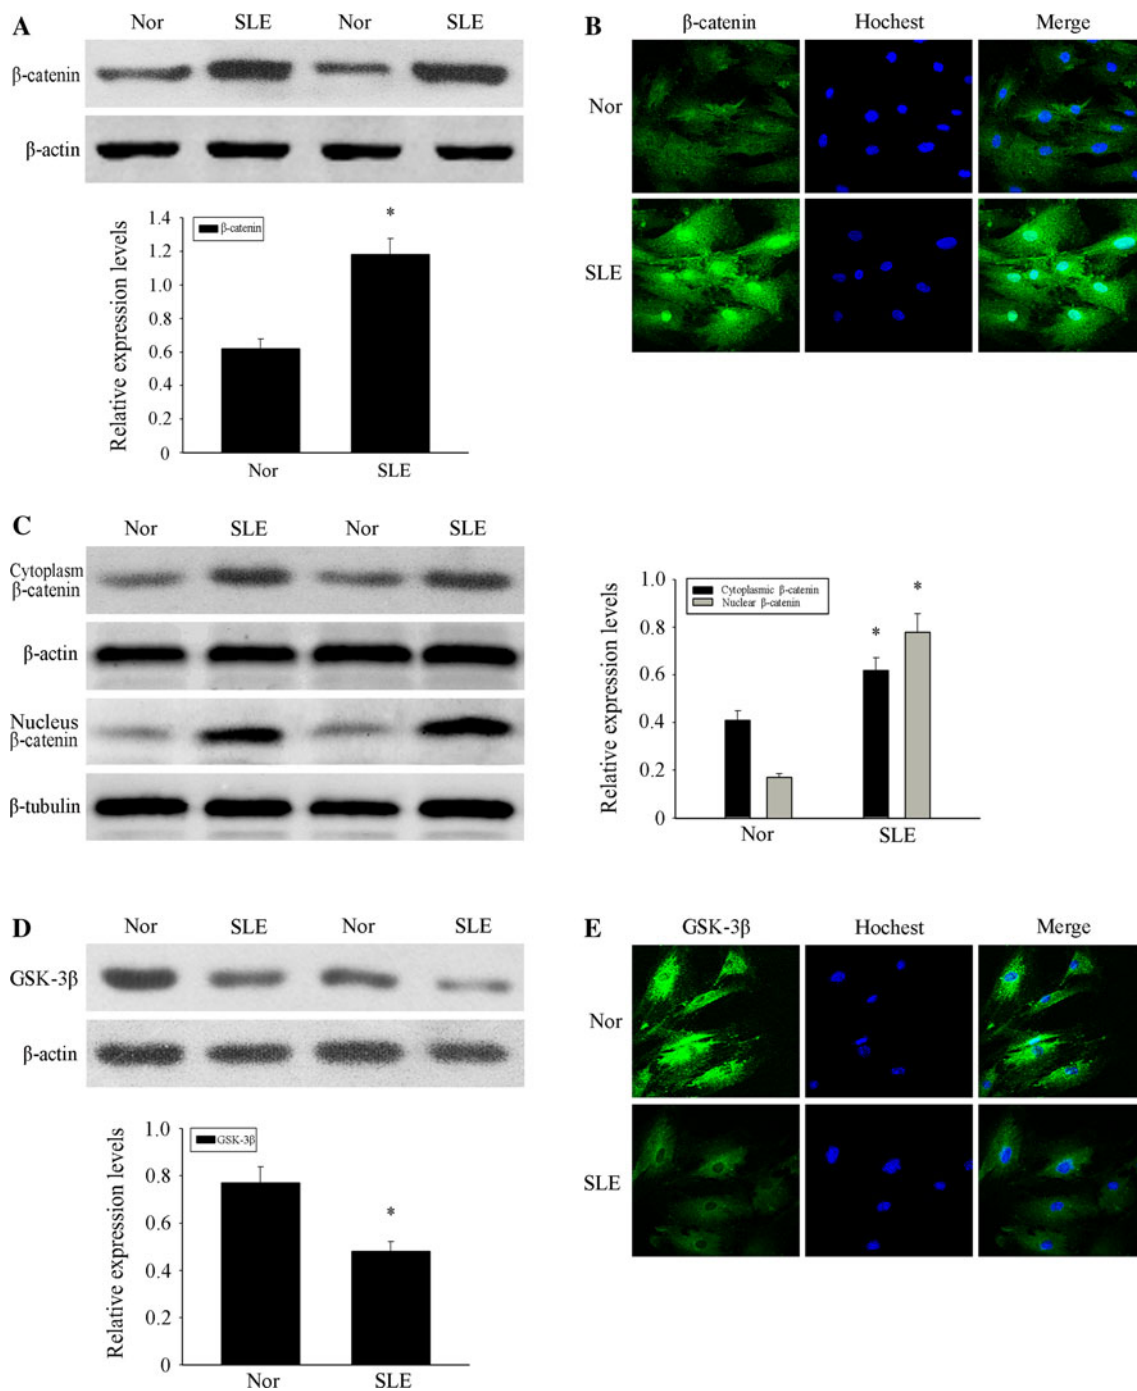 A
Nor SLE Nor SLE
β-catenin
β-actin
Relative expression levels
1.4
1.2
1.0
0.8
0.6
0.4
0.2
0
β-catenin
*
Nor SLE
B
β-catenin Hochest Merge
Nor
SLE
C
Nor SLE Nor SLE
Cytoplasm
β-catenin
β-actin
Nucleus
β-catenin
β-tubulin
Relative expression levels
1.0
0.8
0.6
0.4
0.2
0
Cytoplasmic β-catenin
Nuclear β-catenin
* *
Nor SLE
D
Nor SLE Nor SLE
GSK-3β
β-actin
Relative expression levels
1.0
0.8
0.6
0.4
0.2
0
GSK-3β
*
Nor SLE
E
GSK-3β Hochest Merge
Nor
SLE